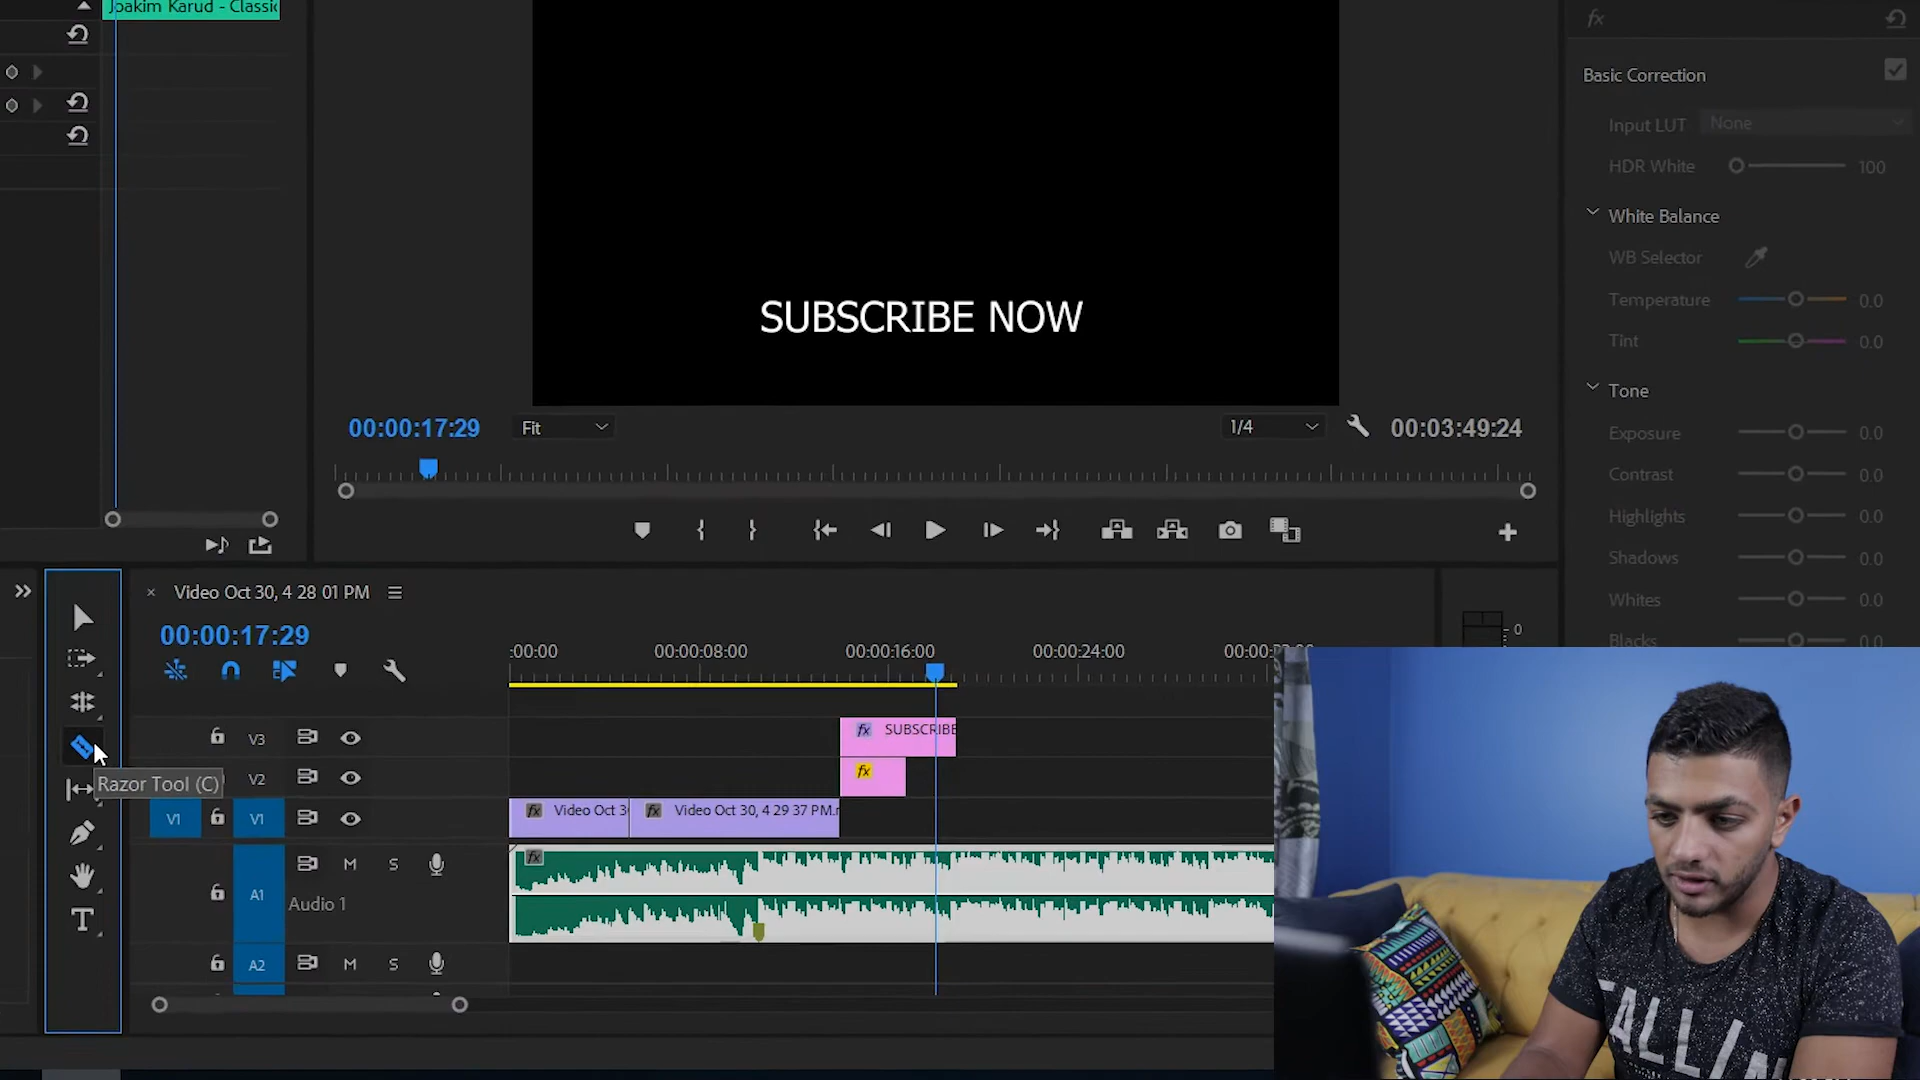 Joakim Karud - Classic
fx
Basic Correction
Input LUT None
HDR White 100
White Balance
WB Selector
Temperature 0.0
Tint 0.0
Tone
Exposure 0.0
Contrast 0.0
Highlights 0.0
Shadows 0.0
Whites 0.0
Blacks 0.0
SUBSCRIBE NOW
00:00:17:29 Fit 1/4 00:03:49:24
Video Oct 30, 4 28 01 PM
00:00:17:29
:00:00 00:00:08:00 00:00:16:00 00:00:24:00
0
V3 fx SUBSCRIBE
Razor Tool (C)
V2 fx
V1 V1 fx Video Oct 3 fx Video Oct 30, 4 29 37 PM.
A1 M S fx
Audio 1
A2 M S
T